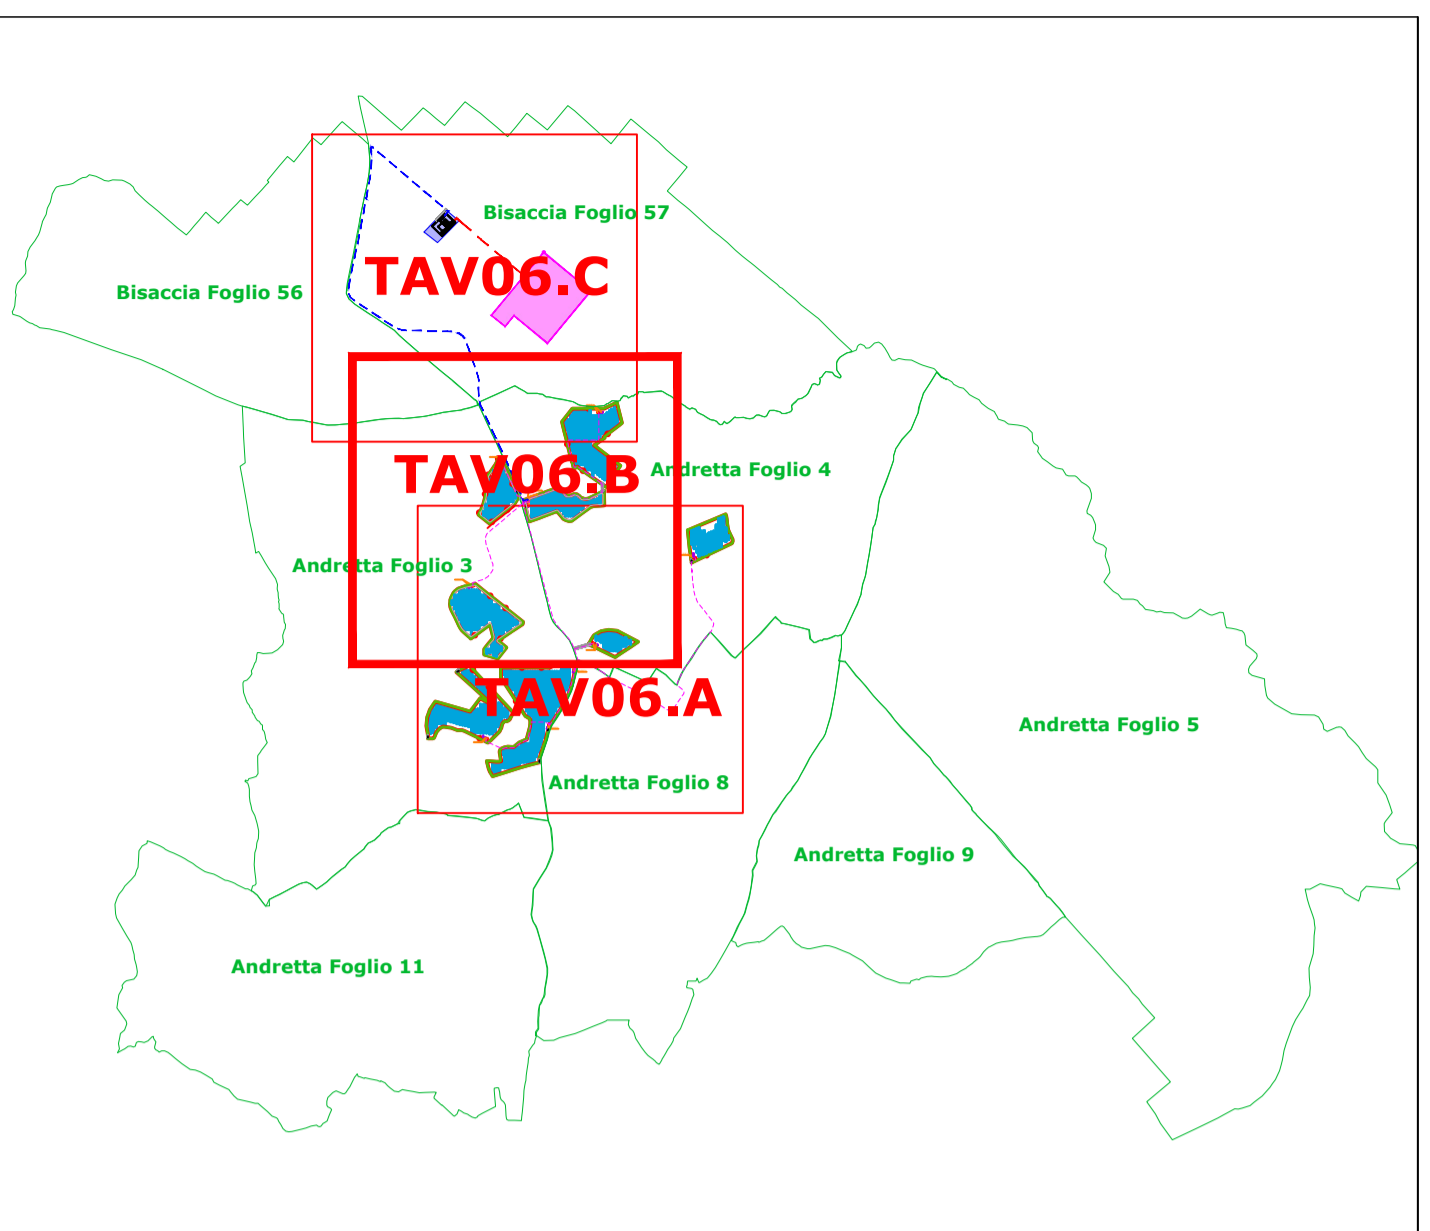 Bisaccia Foglio 57
TAV06.C
Bisaccia Foglio 56
TAV06.B
Andretta Foglio 4
Andretta Foglio 3
TAV06.A
Andretta Foglio 5
Andretta Foglio 8
Andretta Foglio 9
Andretta Foglio 11